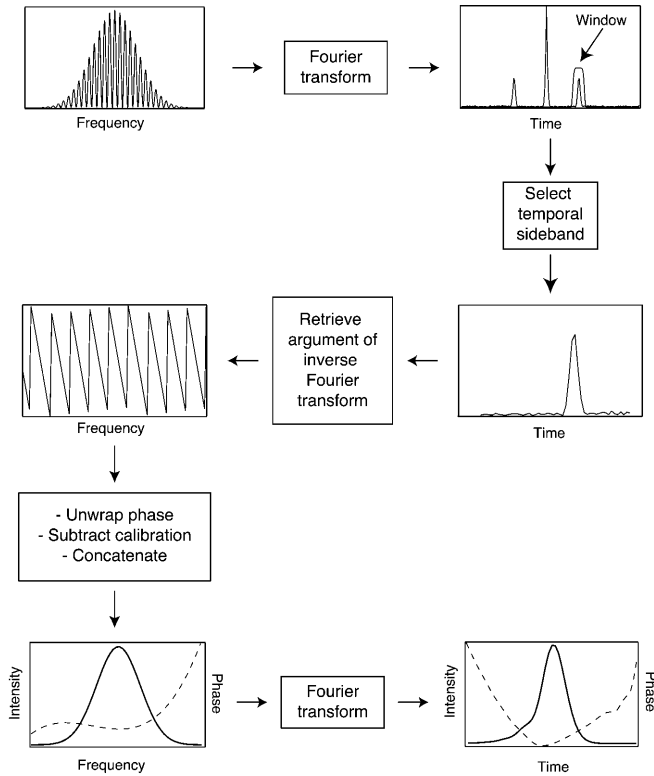 Frequency
Fourier
transform
Window
Time
Select
temporal
sideband
Frequency
Retrieve
argument of
inverse
Fourier
transform
Time
- Unwrap phase
- Subtract calibration
- Concatenate
Intensity
Phase
Frequency
Fourier
transform
Intensity
Phase
Time